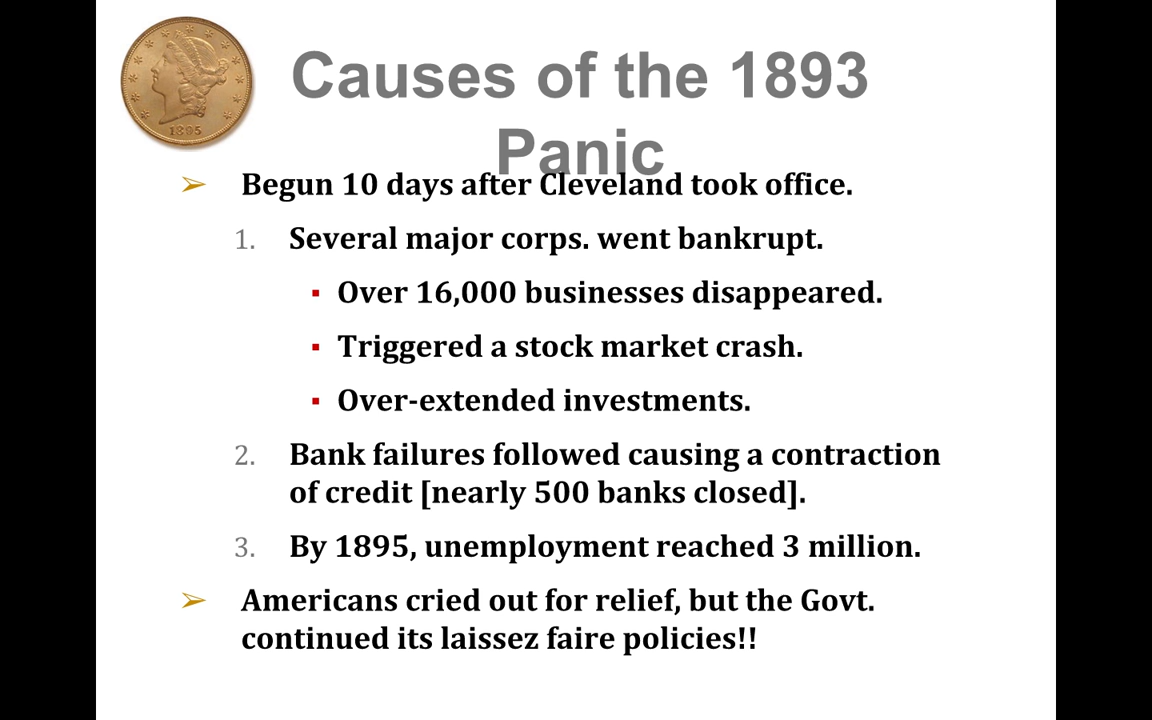 Causes of the 1893
Panic
➢ Begun 10 days after Cleveland took office.
1. Several major corps. went bankrupt.
▪ Over 16,000 businesses disappeared.
▪ Triggered a stock market crash.
▪ Over-extended investments.
2. Bank failures followed causing a contraction
of credit [nearly 500 banks closed].
3. By 1895, unemployment reached 3 million.
➢ Americans cried out for relief, but the Govt.
continued its laissez faire policies!!
1895